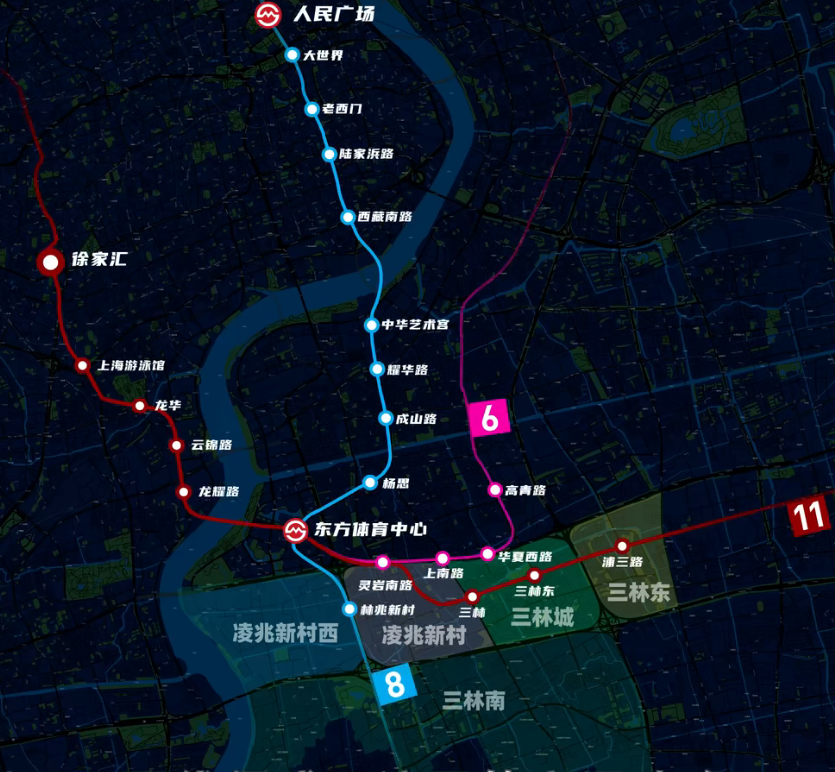 人民广场
大世界
老西门
陆家浜路
西藏南路
徐家汇
中华艺术宫
上海游泳馆
耀华路
龙华
成山路
6
云锦路
杨思
高青路
龙耀路
11
东方体育中心
华夏西路
浦三路
上南路
灵岩南路
三林东
三林东
林兆新村
三林
三林城
凌兆新村西
凌兆新村
8
三林南